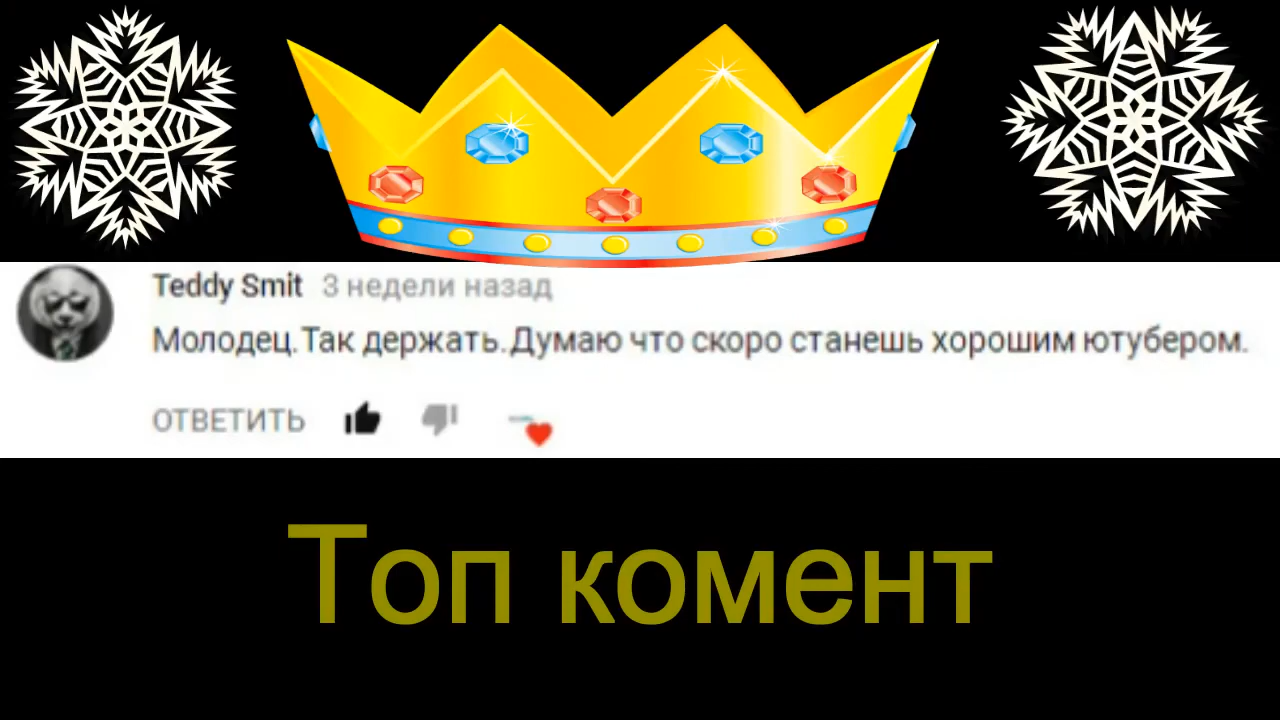 Teddy Smit 3 недели назад
Молодец.Так держать.Думаю что скоро станешь хорошим ютубером.
ОТВЕТИТЬ
Топ комент